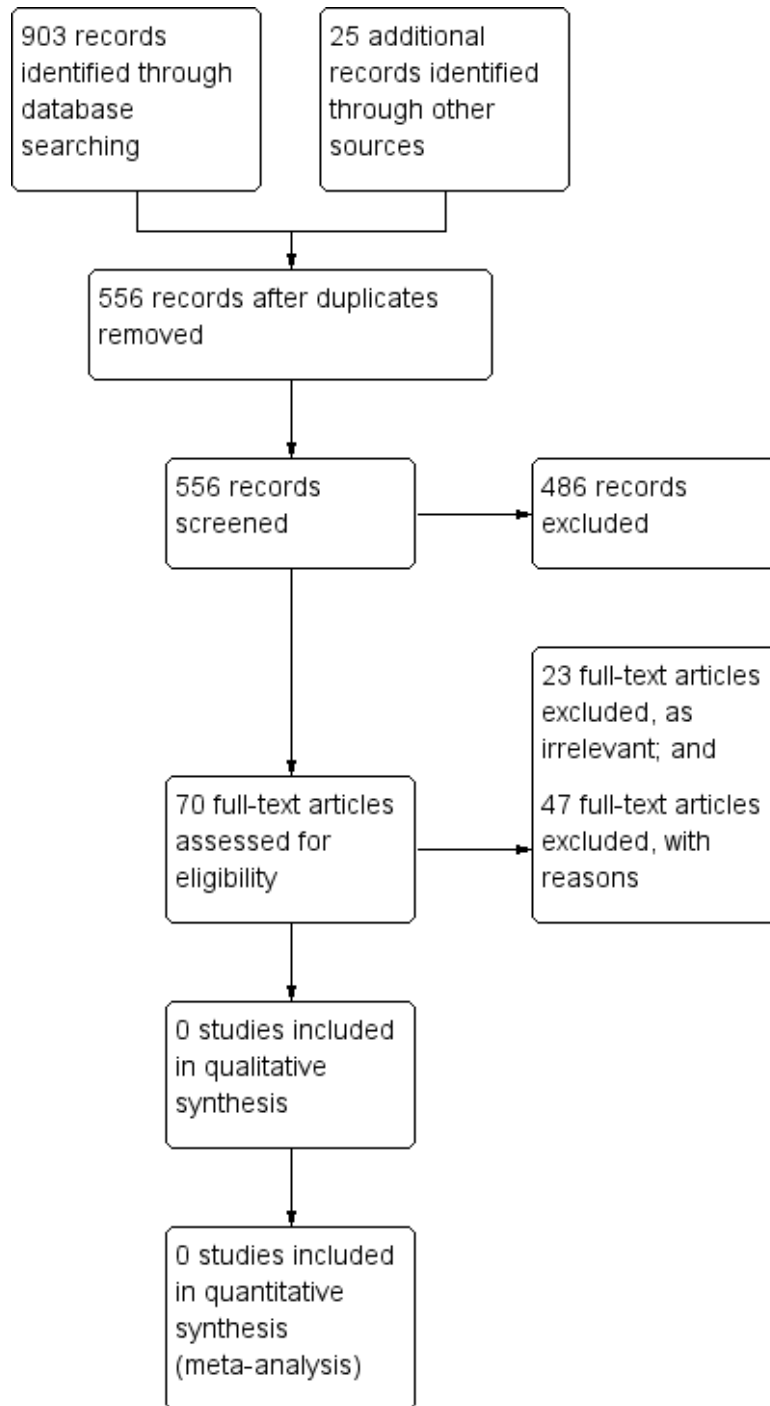 903 records
identified through
database
searching
25 additional
records identified
through other
sources
556 records after duplicates
removed
556 records
screened
486 records
excluded
23 full-text articles
excluded, as
irrelevant; and
47 full-text articles
excluded, with
reasons
70 full-text articles
assessed for
eligibility
0 studies included
in qualitative
synthesis
0 studies included
in quantitative
synthesis
(meta-analysis)